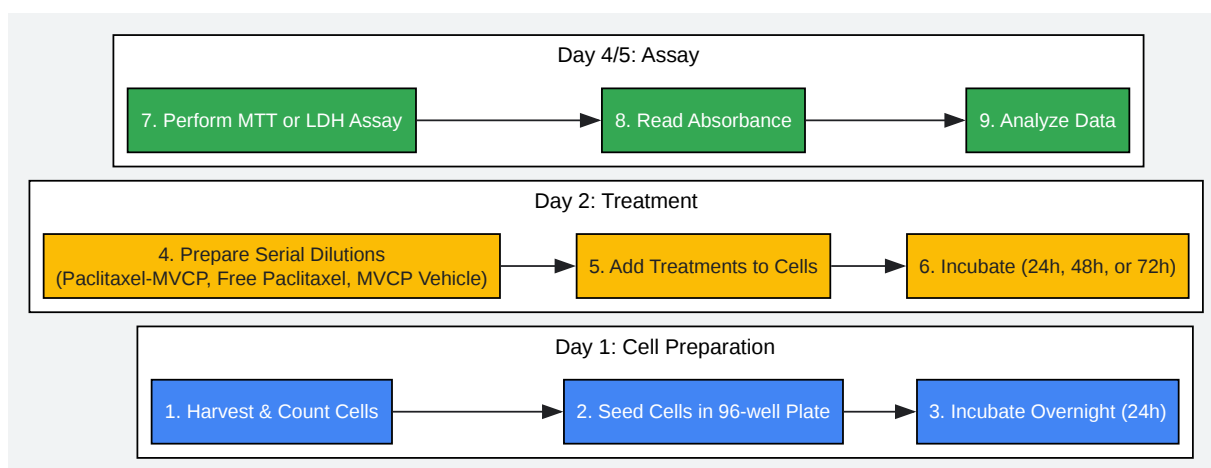 Day 4/5: Assay
7. Perform MTT or LDH Assay
8. Read Absorbance
9. Analyze Data
Day 2: Treatment
4. Prepare Serial Dilutions
(Paclitaxel-MVCP, Free Paclitaxel, MVCP Vehicle)
5. Add Treatments to Cells
6. Incubate (24h, 48h, or 72h)
Day 1: Cell Preparation
1. Harvest & Count Cells
2. Seed Cells in 96-well Plate
3. Incubate Overnight (24h)